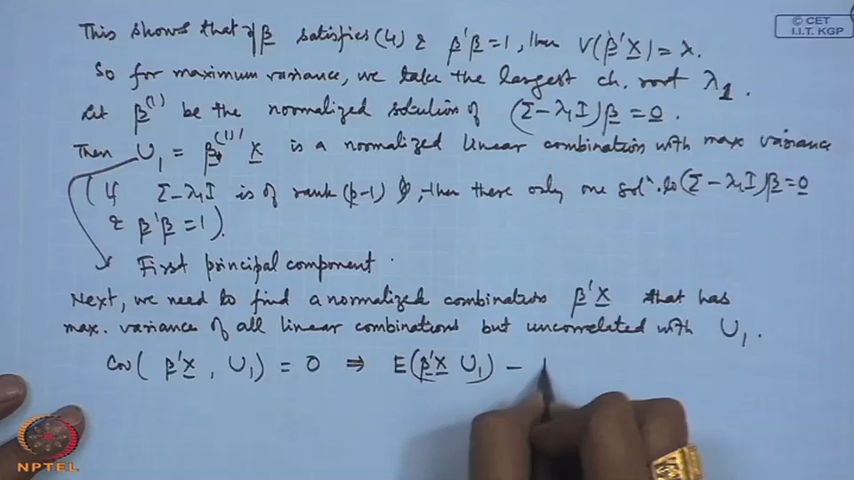 © CET
I.I.T. KGP
This shows that if β satisfies (4) & β'β = 1, then V(β'X) = λ.
So for maximum variance, we take the largest ch. root λ₁.
Let β⁽¹⁾ be the normalized solution of (Σ-λ₁I)β = 0.
Then U₁ = β⁽¹⁾' X is a normalized linear combination with max variance
(If Σ-λ₁I is of rank (p-1), then there only one solⁿ. to (Σ-λ₁I)β = 0
& β'β = 1).
First principal component.
Next, we need to find a normalized combination β'X that has
max. variance of all linear combinations but uncorrelated with U₁.
Cov( β'X , U₁) = 0 ⇒ E(β'X U₁) -
NPTEL